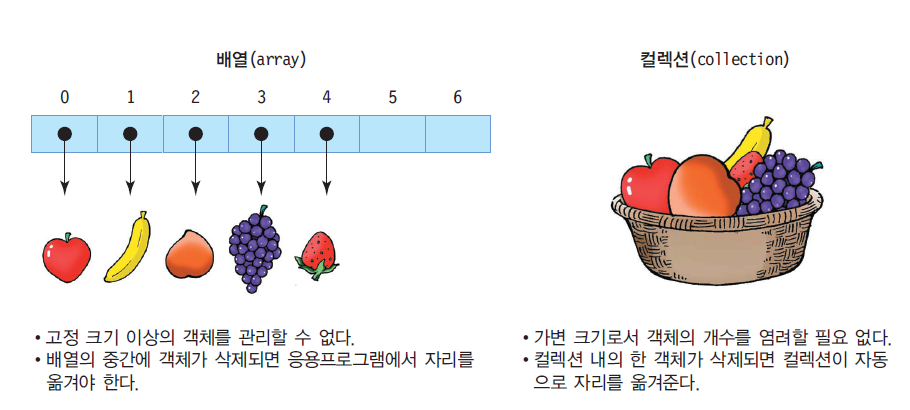 배열(array)
0 1 2 3 4 5 6
• 고정 크기 이상의 객체를 관리할 수 없다.
• 배열의 중간에 객체가 삭제되면 응용프로그램에서 자리를
옮겨야 한다.
컬렉션(collection)
• 가변 크기로서 객체의 개수를 염려할 필요 없다.
• 컬렉션 내의 한 객체가 삭제되면 컬렉션이 자동
으로 자리를 옮겨준다.